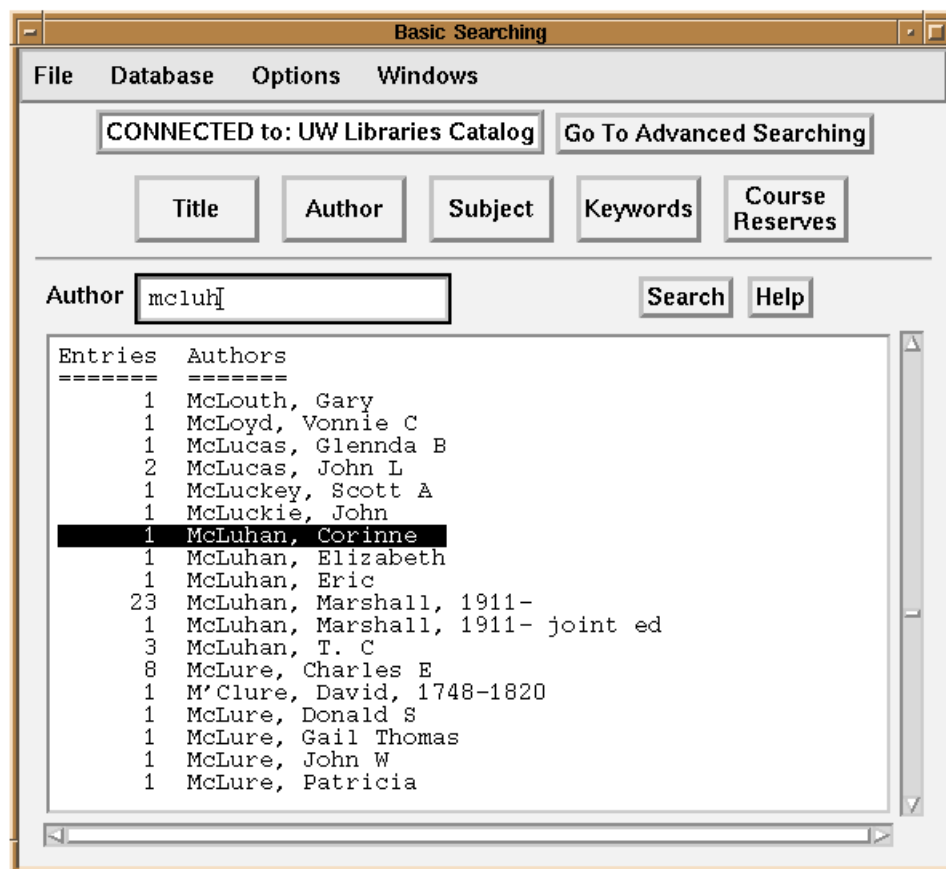 Basic Searching
File Database Options Windows
CONNECTED to: UW Libraries Catalog Go To Advanced Searching
Title Author Subject Keywords Course Reserves
Author mcluh Search Help
Entries Authors
======= =======
1 McLouth, Gary
1 McLoyd, Vonnie C
1 McLucas, Glennda B
2 McLucas, John L
1 McLuckey, Scott A
1 McLuckie, John
1 McLuhan, Corinne
1 McLuhan, Elizabeth
1 McLuhan, Eric
23 McLuhan, Marshall, 1911-
1 McLuhan, Marshall, 1911- joint ed
3 McLuhan, T. C
8 McLure, Charles E
1 M'Clure, David, 1748-1820
1 McLure, Donald S
1 McLure, Gail Thomas
1 McLure, John W
1 McLure, Patricia